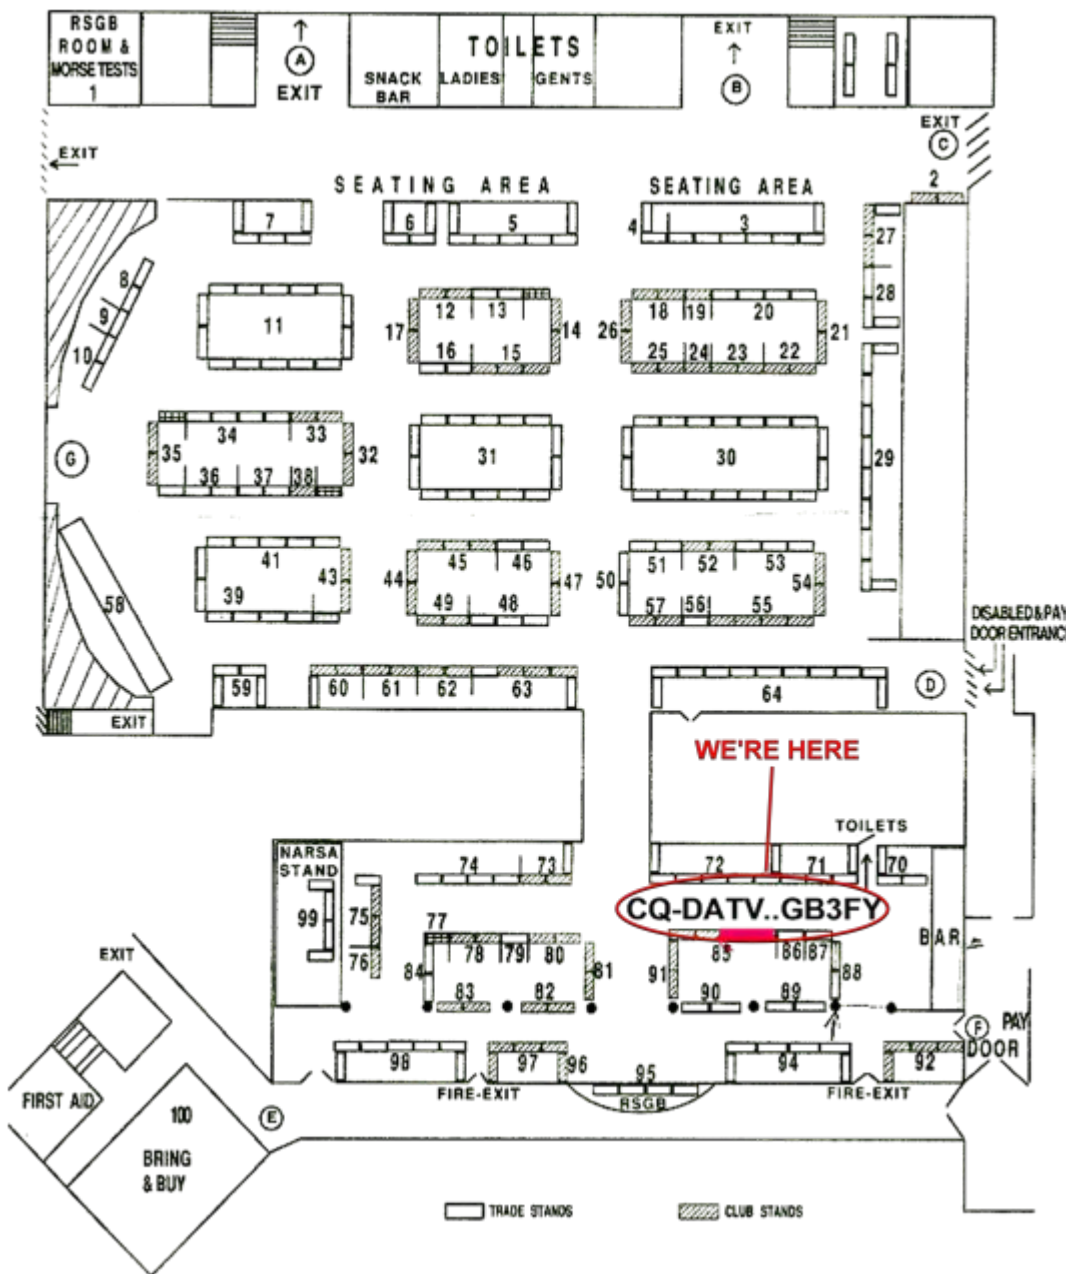 RSGB
ROOM &
MORSE TESTS
1
A
EXIT
SNACK
BAR
TOILETS
LADIES
GENTS
EXIT
B
EXIT
C
2
EXIT
SEATING AREA
SEATING AREA
7
6
5
4
3
27
28
8
9
10
11
12
13
14
15
16
17
18
19
20
21
22
23
24
25
26
29
G
35
34
33
32
36
37
38
31
30
41
43
39
44
45
46
47
49
48
50
51
52
53
54
57
56
55
58
DISABLED & PAY
DOOR ENTRANCE
59
60
61
62
63
64
D
EXIT
WE'RE HERE
TOILETS
NARSA
STAND
99
74
73
72
71
70
CQ-DATV..GB3FY
BAR
75
76
77
78
79
80
81
84
83
82
85
86
87
88
91
90
89
EXIT
F
PAY
DOOR
98
97
96
95
RSGB
94
92
FIRE-EXIT
FIRE-EXIT
E
FIRST AID
100
BRING
& BUY
TRADE STANDS
CLUB STANDS